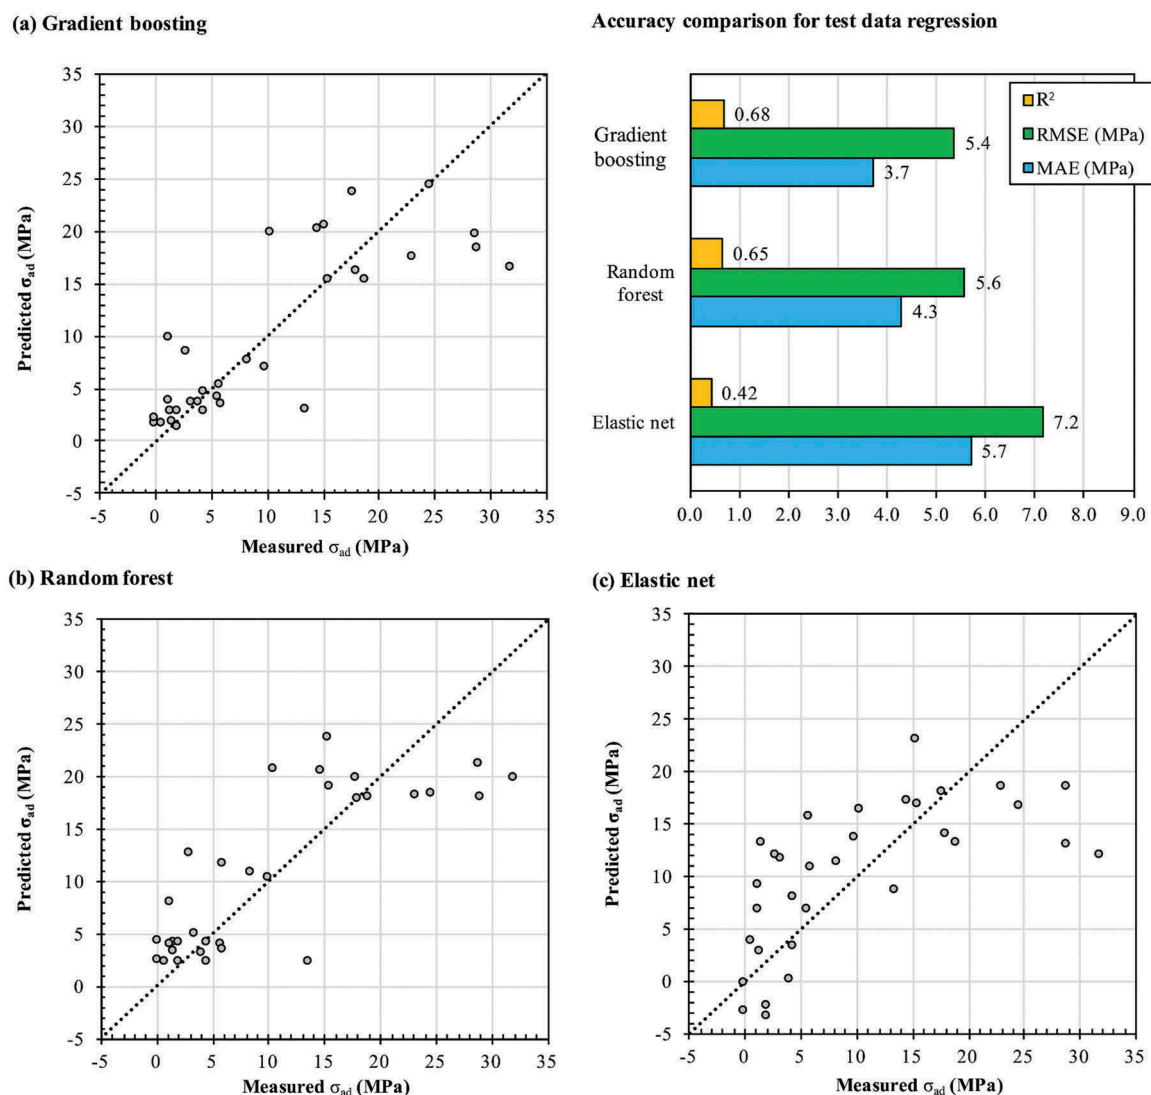 (a) Gradient boosting
35
30
25
20
15
10
5
0
-5
-5 0 5 10 15 20 25 30 35
Predicted σad (MPa)
Measured σad (MPa)
Accuracy comparison for test data regression
R²
RMSE (MPa)
MAE (MPa)
Gradient
boosting
0.68
5.4
3.7
Random
forest
0.65
5.6
4.3
Elastic net
0.42
7.2
5.7
0.0 1.0 2.0 3.0 4.0 5.0 6.0 7.0 8.0 9.0
(b) Random forest
35
30
25
20
15
10
5
0
-5
-5 0 5 10 15 20 25 30 35
Predicted σad (MPa)
Measured σad (MPa)
(c) Elastic net
35
30
25
20
15
10
5
0
-5
-5 0 5 10 15 20 25 30 35
Predicted σad (MPa)
Measured σad (MPa)